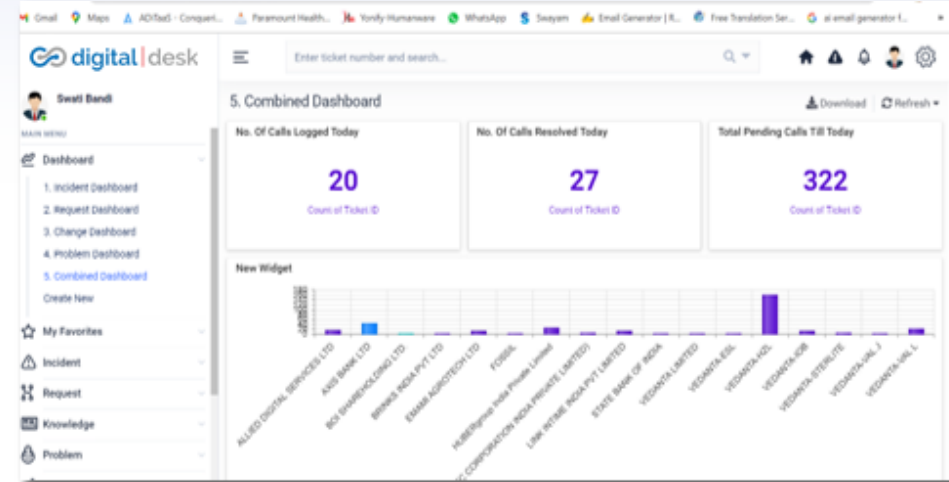 Gmail Maps ADiTaaS - Conqueri... Paramount Health... Yonify Humanware WhatsApp Swayam Email Generator | R... Free Translation Ser... ai email generator f...
digital|desk
Enter ticket number and search...
Swati Bandi
MAIN MENU
Dashboard
1. Incident Dashboard
2. Request Dashboard
3. Change Dashboard
4. Problem Dashboard
5. Combined Dashboard
Create New
My Favorites
Incident
Request
Knowledge
Problem
5. Combined Dashboard
Download Refresh
No. Of Calls Logged Today
20
Count of Ticket ID
No. Of Calls Resolved Today
27
Count of Ticket ID
Total Pending Calls Till Today
322
Count of Ticket ID
New Widget
ALLIED DIGITAL SERVICES LTD
AXIS BANK LTD
BOI SHAREHOLDING LTD.
BRINKS INDIA PVT LTD
EMAMI AGROTECH LTD
FOSSIL
HUBERgroup India Private Limited
CORPORATION INDIA PRIVATE LIMITED)
LINK INTIME INDIA PVT LIMITED
STATE BANK OF INDIA
VEDANTA LIMITED
VEDANTA-ESL
VEDANTA-HZL
VEDANTA-IOB
VEDANTA-STERLITE
VEDANTA-VAL J
VEDANTA-VAL L